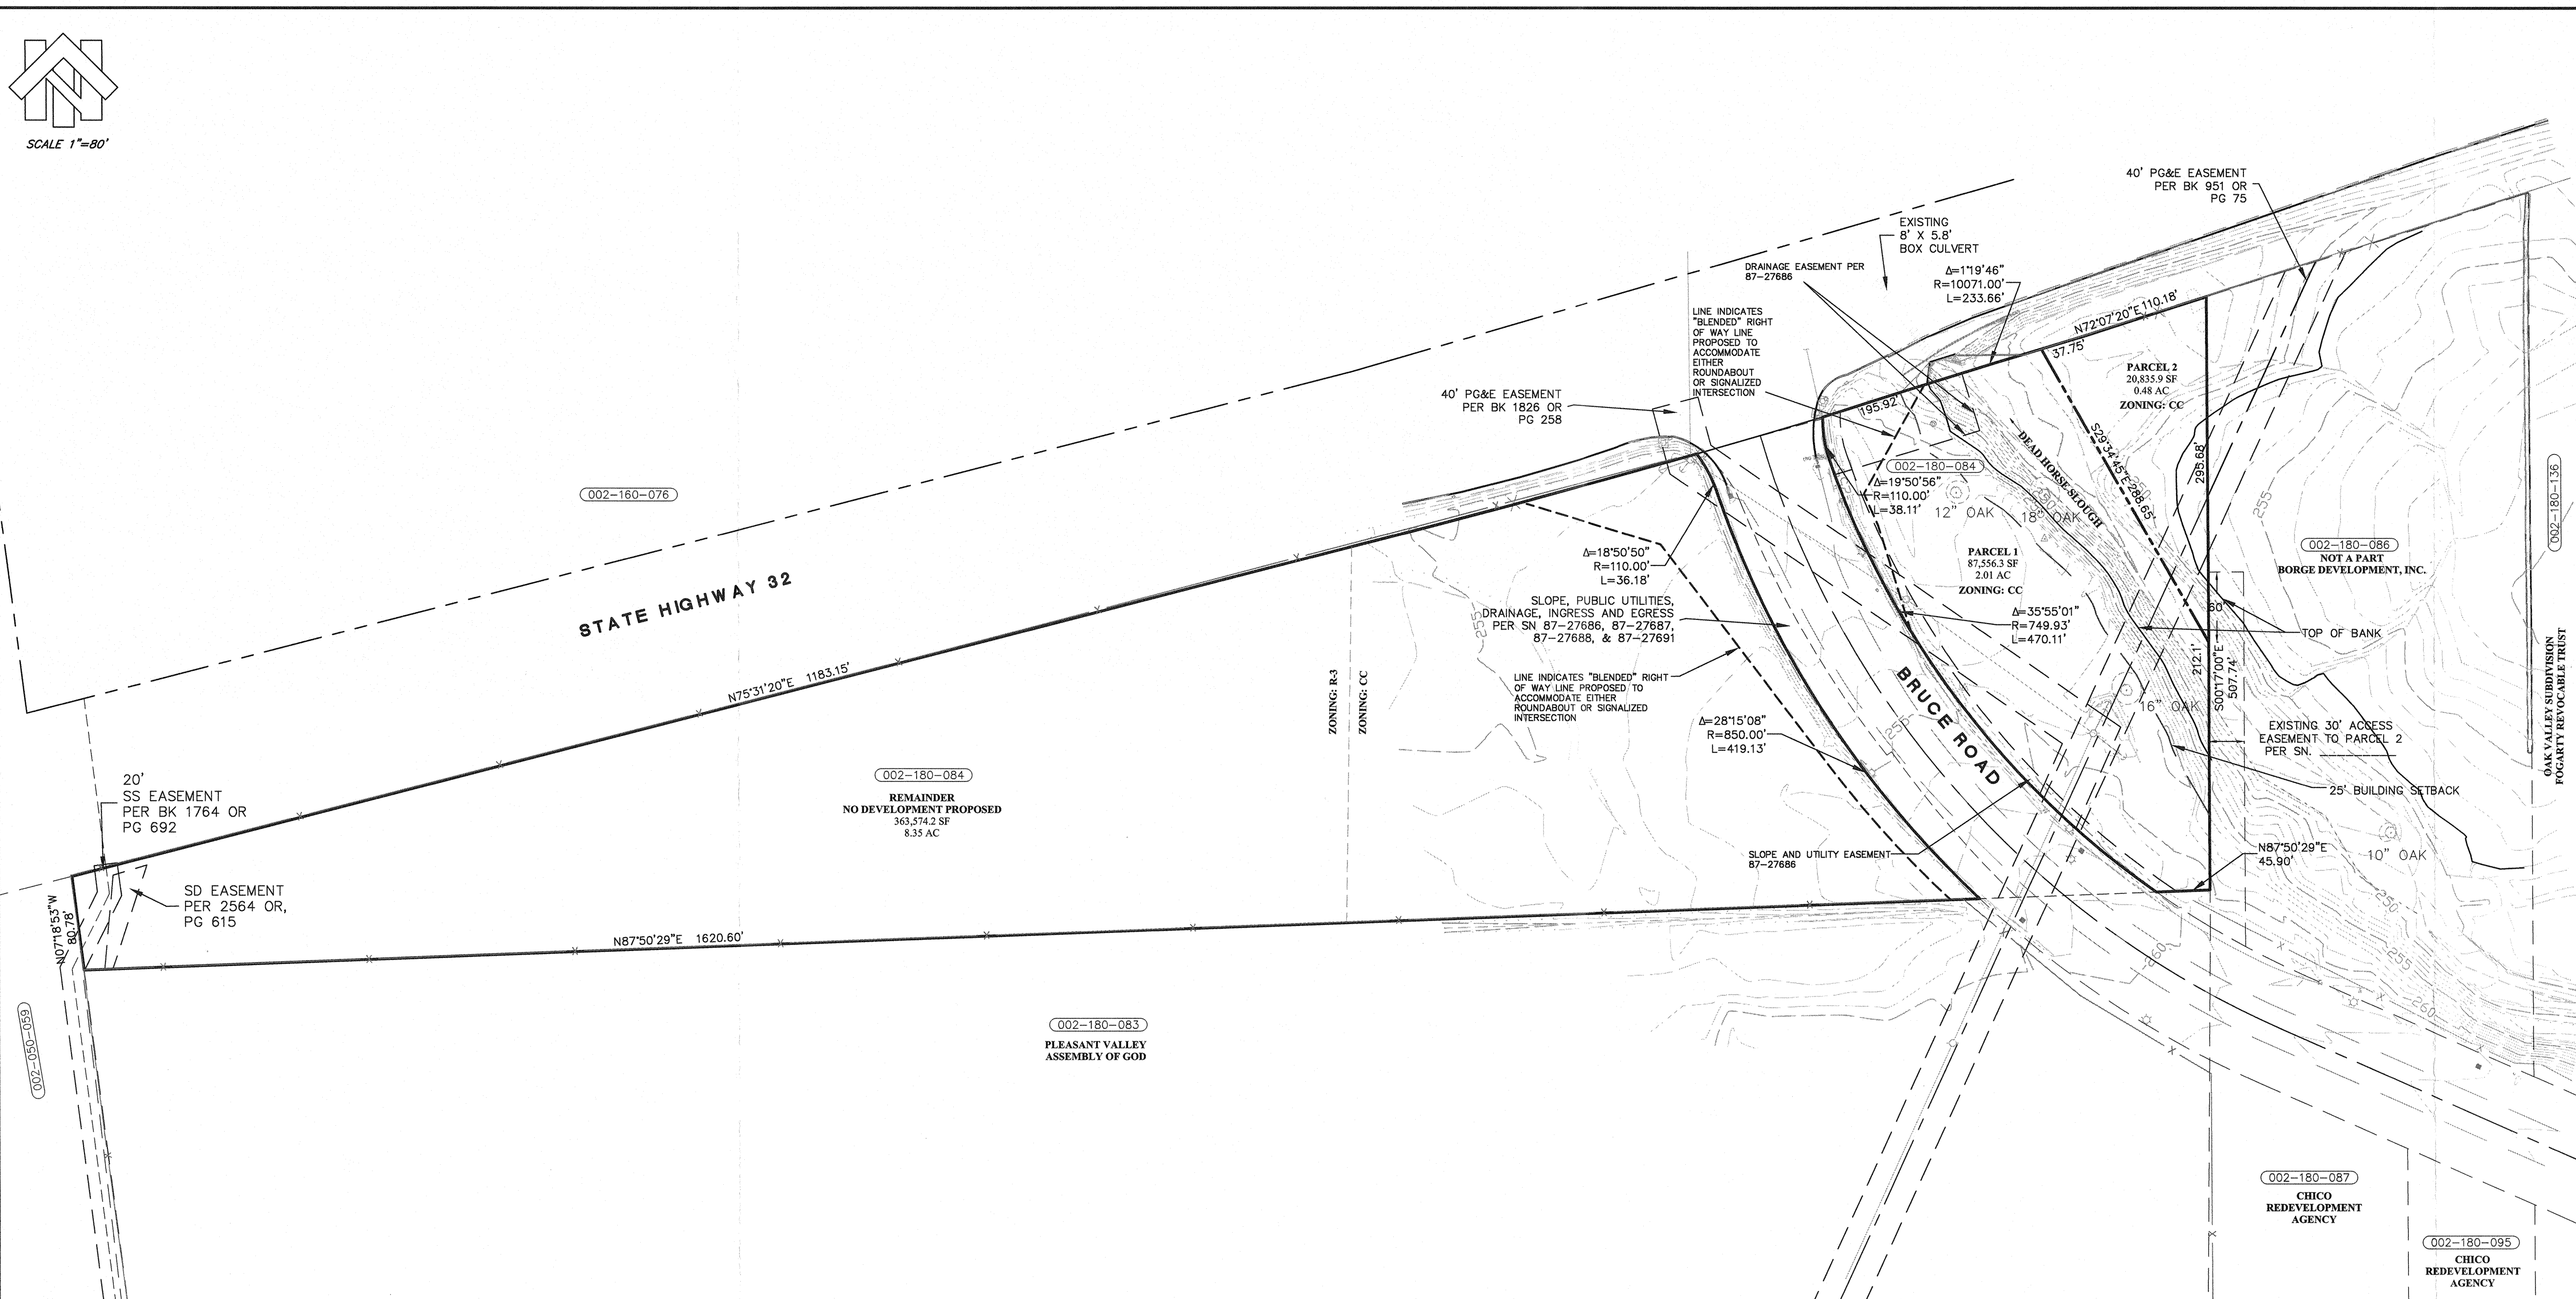 SCALE 1"=80'
40' PG&E EASEMENT
PER BK 951 OR
PG 75
EXISTING
8' X 5.8'
BOX CULVERT
DRAINAGE EASEMENT PER
87-27686
Δ=1°19'46"
R=10071.00'
L=233.66'
N72°07'20"E 110.18'
37.75'
LINE INDICATES
"BLENDED" RIGHT
OF WAY LINE
PROPOSED TO
ACCOMMODATE
EITHER
ROUNDABOUT
OR SIGNALIZED
INTERSECTION
PARCEL 2
20,835.9 SF
0.48 AC
ZONING: CC
40' PG&E EASEMENT
PER BK 1826 OR
PG 258
195.92'
DEAD HORSE SLOUGH
S29°34'45"E 288.65'
295.68'
250
250
002-180-084
Δ=19°50'56"
R=110.00'
L=38.11'
12" OAK
18" OAK
255
002-180-136
002-160-076
002-180-086
NOT A PART
BORGE DEVELOPMENT, INC.
PARCEL 1
87,556.3 SF
2.01 AC
ZONING: CC
Δ=18°50'50"
R=110.00'
L=36.18'
STATE HIGHWAY 32
SLOPE, PUBLIC UTILITIES,
DRAINAGE, INGRESS AND EGRESS
PER SN 87-27686, 87-27687,
87-27688, & 87-27691
255
60'
Δ=35°55'01"
R=749.93'
L=470.11'
TOP OF BANK
OAK VALLEY SUBDIVISION
FOGARTY REVOCABLE TRUST
212.1'
S00°17'00"E
507.74'
N75°31'20"E 1183.15'
ZONING: R-3
ZONING: CC
LINE INDICATES "BLENDED" RIGHT
OF WAY LINE PROPOSED TO
ACCOMMODATE EITHER
ROUNDABOUT OR SIGNALIZED
INTERSECTION
BRUCE ROAD
255
16" OAK
Δ=28°15'08"
R=850.00'
L=419.13'
EXISTING 30' ACCESS
EASEMENT TO PARCEL 2
PER SN.
25' BUILDING SETBACK
20'
SS EASEMENT
PER BK 1764 OR
PG 692
002-180-084
REMAINDER
NO DEVELOPMENT PROPOSED
363,574.2 SF
8.35 AC
SLOPE AND UTILITY EASEMENT
87-27686
N87°50'29"E
45.90'
10" OAK
SD EASEMENT
PER 2564 OR,
PG 615
N07°18'53"W
80.78'
N87°50'29"E 1620.60'
250
260
255
260
002-050-059
002-180-083
PLEASANT VALLEY
ASSEMBLY OF GOD
002-180-087
CHICO
REDEVELOPMENT
AGENCY
002-180-095
CHICO
REDEVELOPMENT
AGENCY